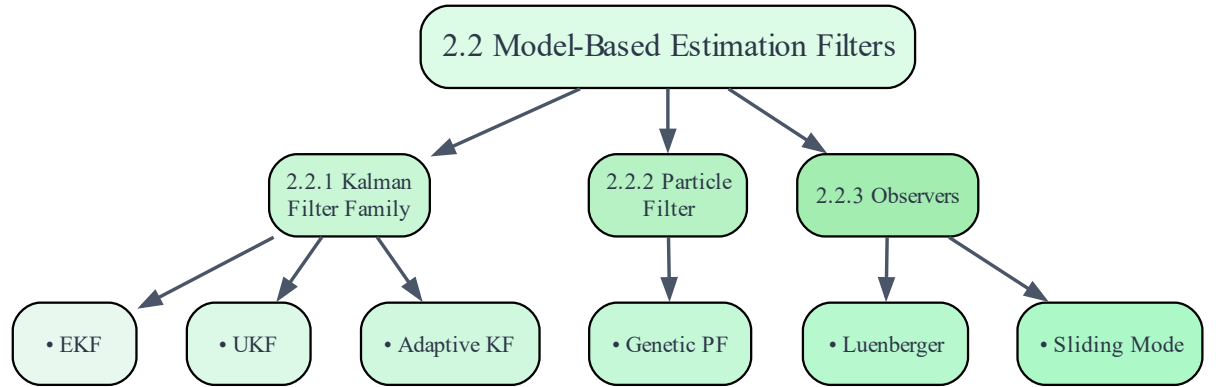 2.2 Model-Based Estimation Filters
2.2.1 Kalman
Filter Family
2.2.2 Particle
Filter
2.2.3 Observers
• EKF
• UKF
• Adaptive KF
• Genetic PF
• Luenberger
• Sliding Mode